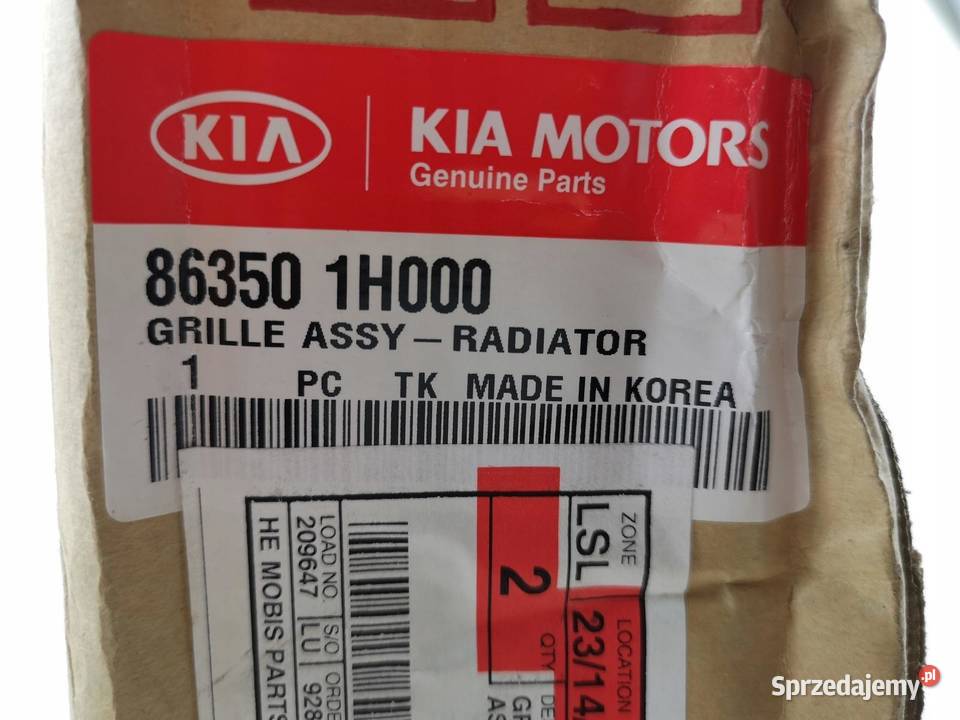 KIA
KIA MOTORS
Genuine Parts
86350 1H000
GRILLE ASSY – RADIATOR
1 PC TK MADE IN KOREA
ZONE LOCATION
LSL 23/14
2 QTY
LOAD NO. S/O
209647 LU 928
HE MOBIS PARTS
Sprzedajemy.pl